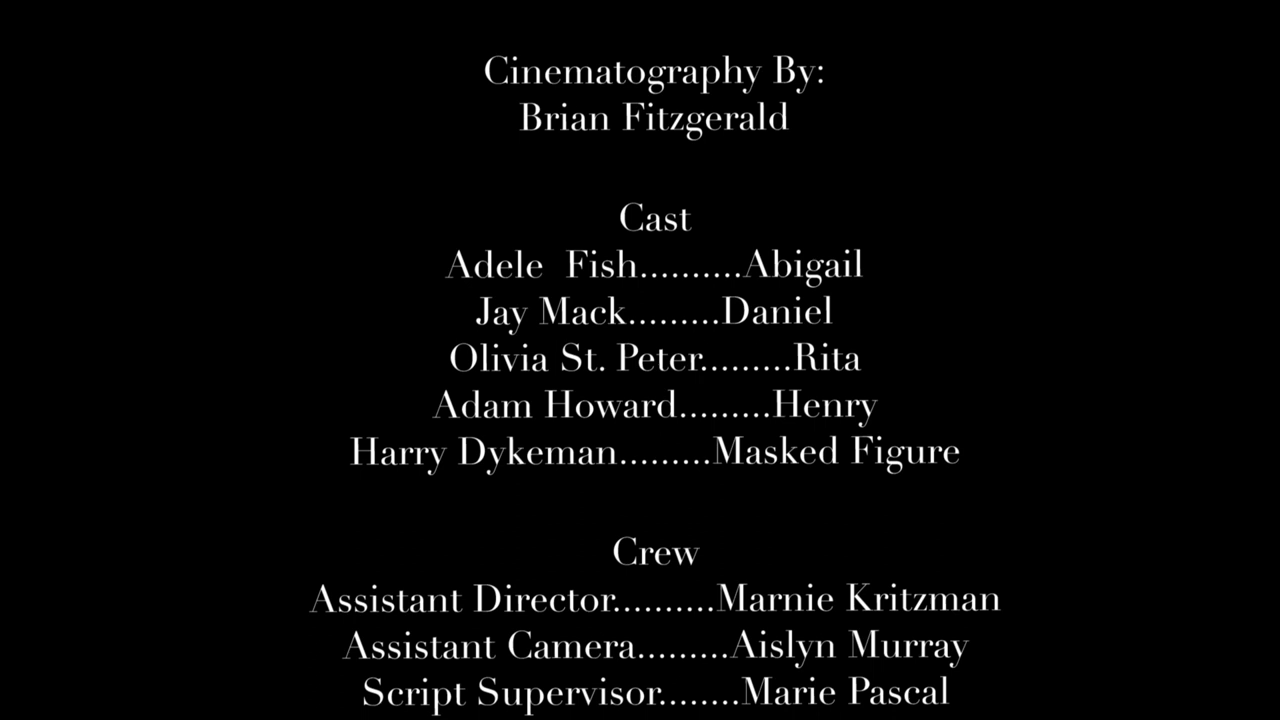 Cinematography By:
Brian Fitzgerald
Cast
Adele  Fish..........Abigail
Jay Mack.........Daniel
Olivia St. Peter.........Rita
Adam Howard.........Henry
Harry Dykeman.........Masked Figure
Crew
Assistant Director..........Marnie Kritzman
Assistant Camera.........Aislyn Murray
Script Supervisor........Marie Pascal